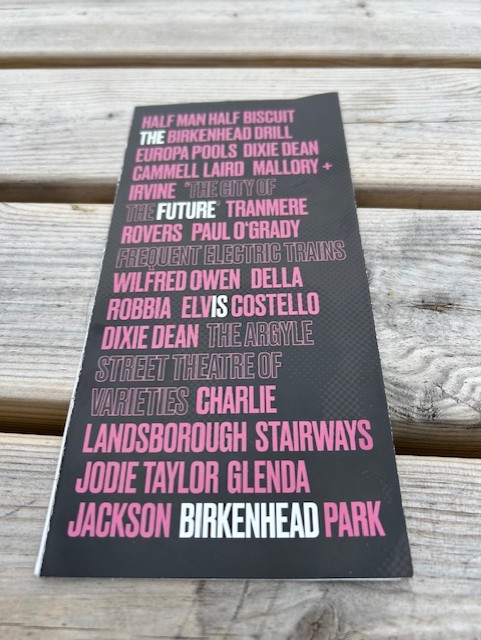 HALF MAN HALF BISCUIT
THE BIRKENHEAD DRILL
EUROPA POOLS DIXIE DEAN
CAMMELL LAIRD MALLORY +
IRVINE "THE CITY OF
THE FUTURE" TRANMERE
ROVERS PAUL O'GRADY
FREQUENT ELECTRIC TRAINS
WILFRED OWEN DELLA
ROBBIA ELVIS COSTELLO
DIXIE DEAN THE ARGYLE
STREET THEATRE OF
VARIETIES CHARLIE
LANDSBOROUGH STAIRWAYS
JODIE TAYLOR GLENDA
JACKSON BIRKENHEAD PARK